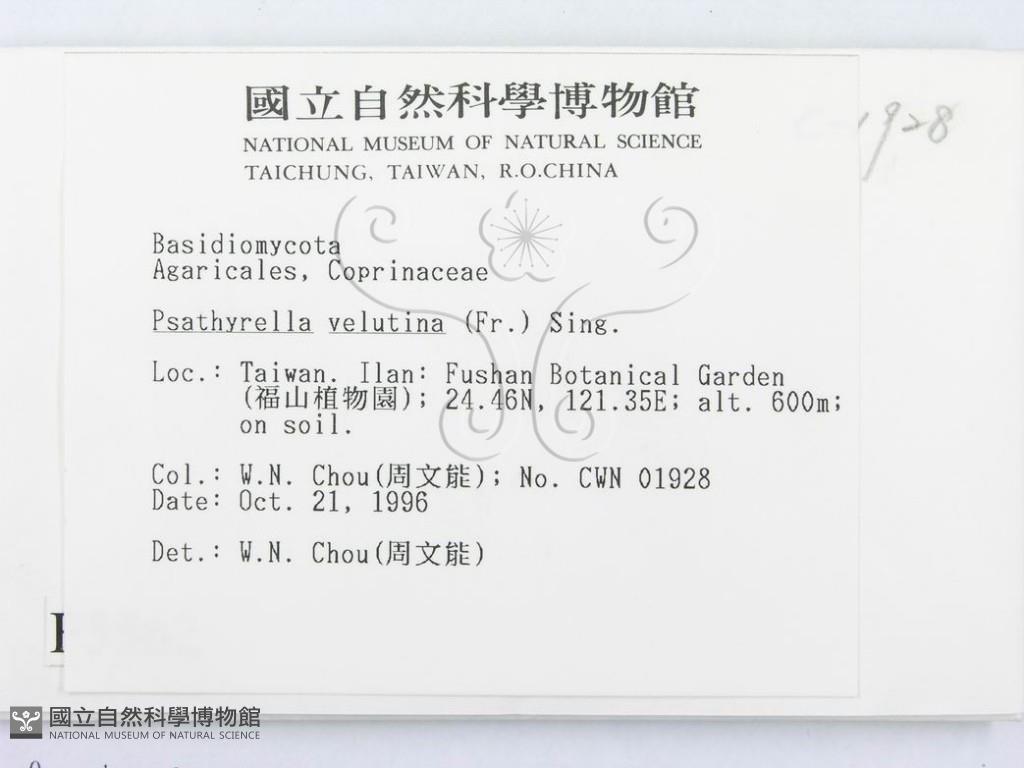 國立自然科學博物館
NATIONAL MUSEUM OF NATURAL SCIENCE
TAICHUNG, TAIWAN, R.O.CHINA
1928
Basidiomycota
Agaricales, Coprinaceae
Psathyrella velutina (Fr.) Sing.
Loc.: Taiwan. Ilan: Fushan Botanical Garden
(福山植物園); 24.46N, 121.35E; alt. 600m;
on soil.
Col.: W.N. Chou(周文能); No. CWN 01928
Date: Oct. 21, 1996
Det.: W.N. Chou(周文能)
國立自然科學博物館
NATIONAL MUSEUM OF NATURAL SCIENCE